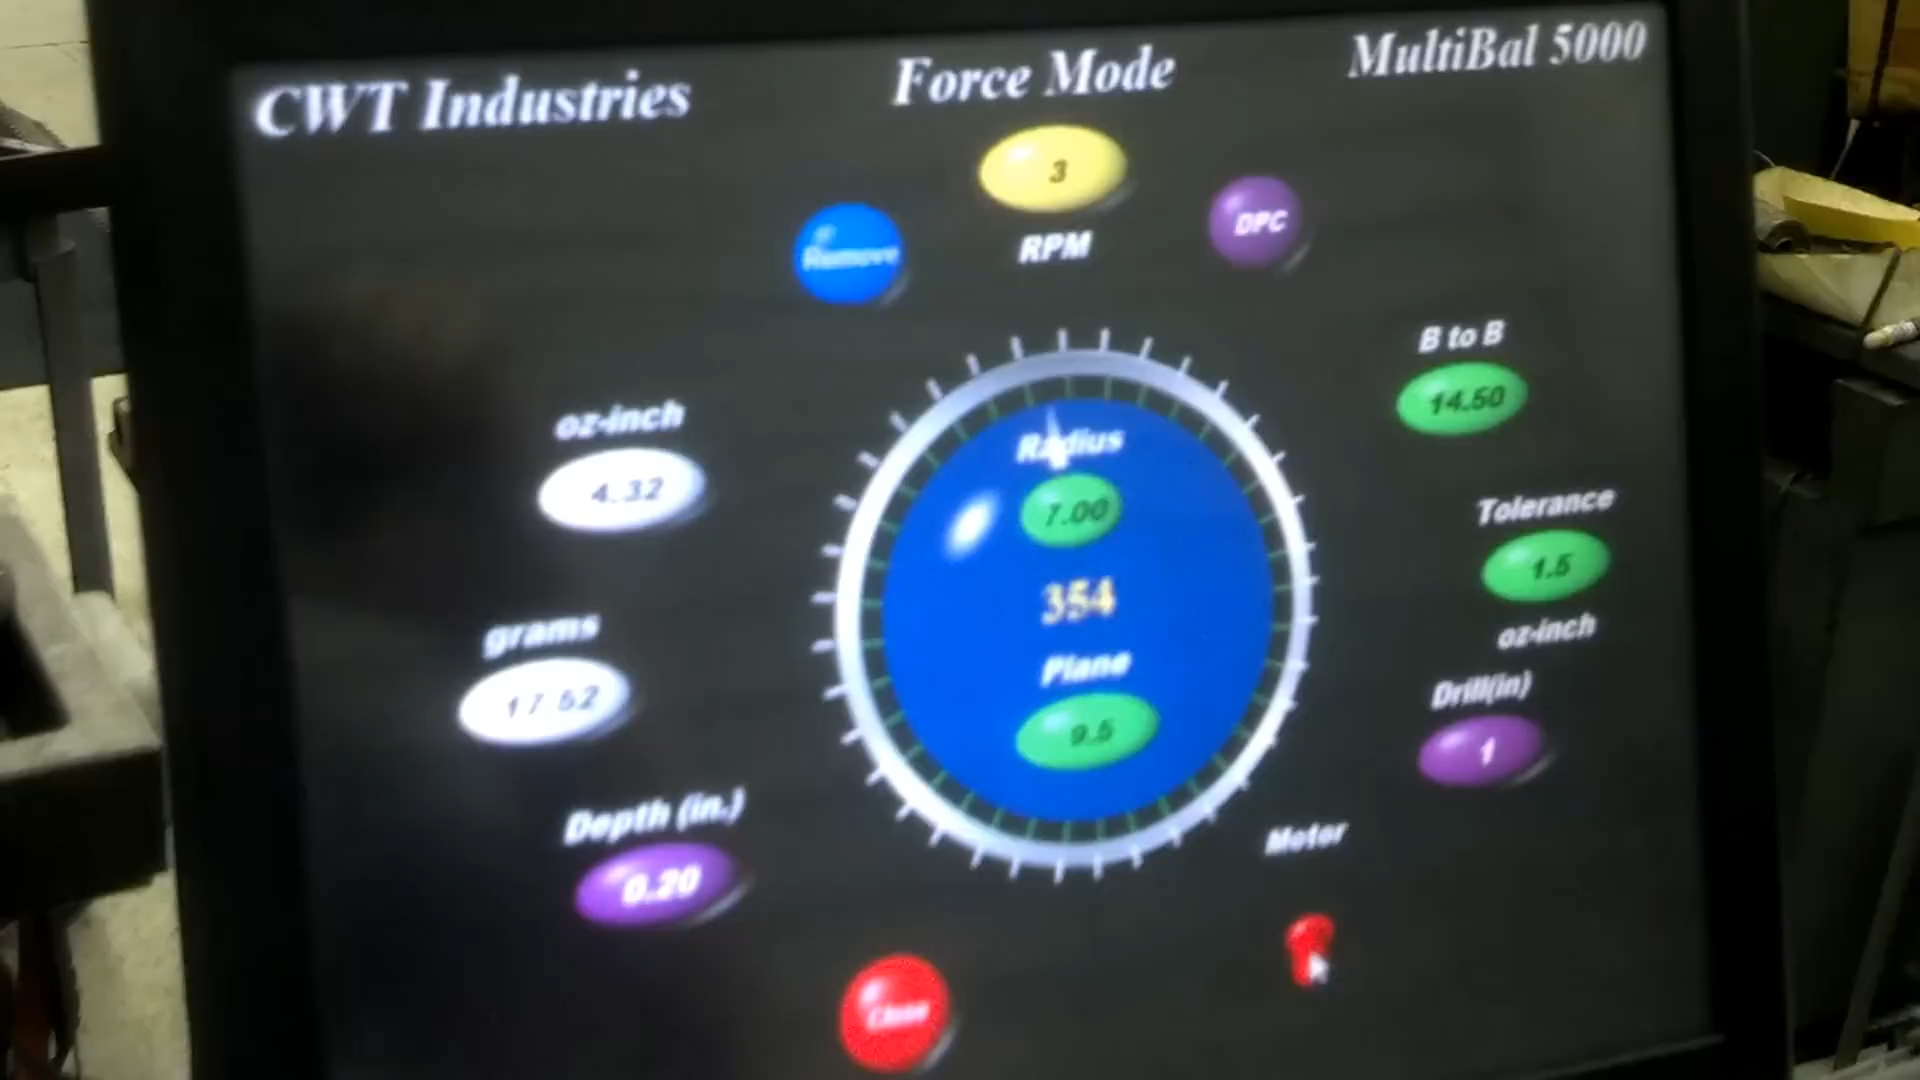 CWT Industries
Force Mode
MultiBal 5000
3
RPM
Remove
DPC
B to B
14.50
oz-inch
4.32
Radius
7.00
Tolerance
1.5
oz-inch
354
grams
17.52
Plane
9.5
Drill(in)
1
Depth (in.)
0.20
Motor
Close